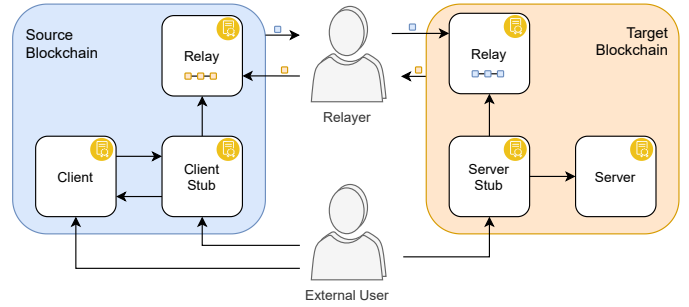 Source
Blockchain
Relay
Relayer
Relay
Target
Blockchain
Client
Client
Stub
Server
Stub
Server
External User